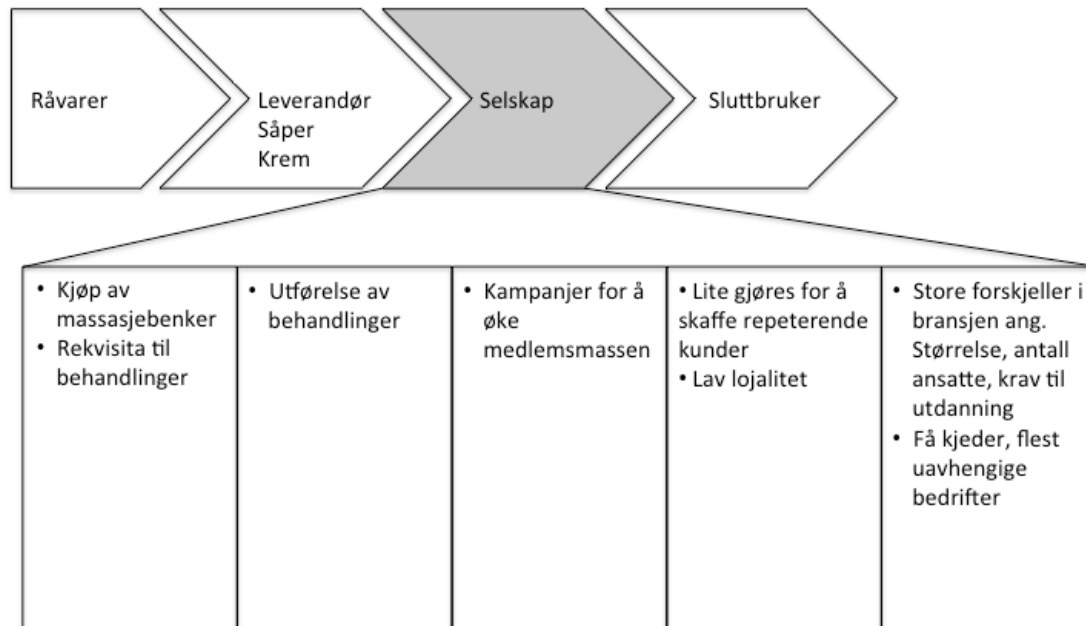 Råvarer
Leverandør
Såper
Krem
Selskap
Sluttbruker
• Kjøp av
massasjebenker
• Rekvisita til
behandlinger
• Utførelse av
behandlinger
• Kampanjer for å
øke
medlemsmassen
• Lite gjøres for å
skaffe repeterende
kunder
• Lav lojalitet
• Store forskjeller i
bransjen ang.
Størrelse, antall
ansatte, krav til
utdanning
• Få kjeder, flest
uavhengige
bedrifter